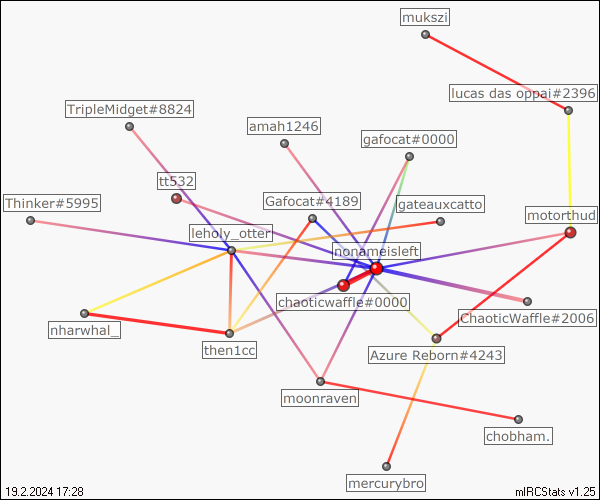 mukszi
lucas das oppai#2396
TripleMidget#8824
amah1246
gafocat#0000
tt532
Thinker#5995
Gafocat#4189
gateauxcatto
motorthud
leholy_otter
nonameisleft
chaoticwaffle#0000
ChaoticWaffle#2006
nharwhal_
then1cc
Azure Reborn#4243
moonraven
chobham.
mercurybro
19.2.2024 17:28
mIRCStats v1.25